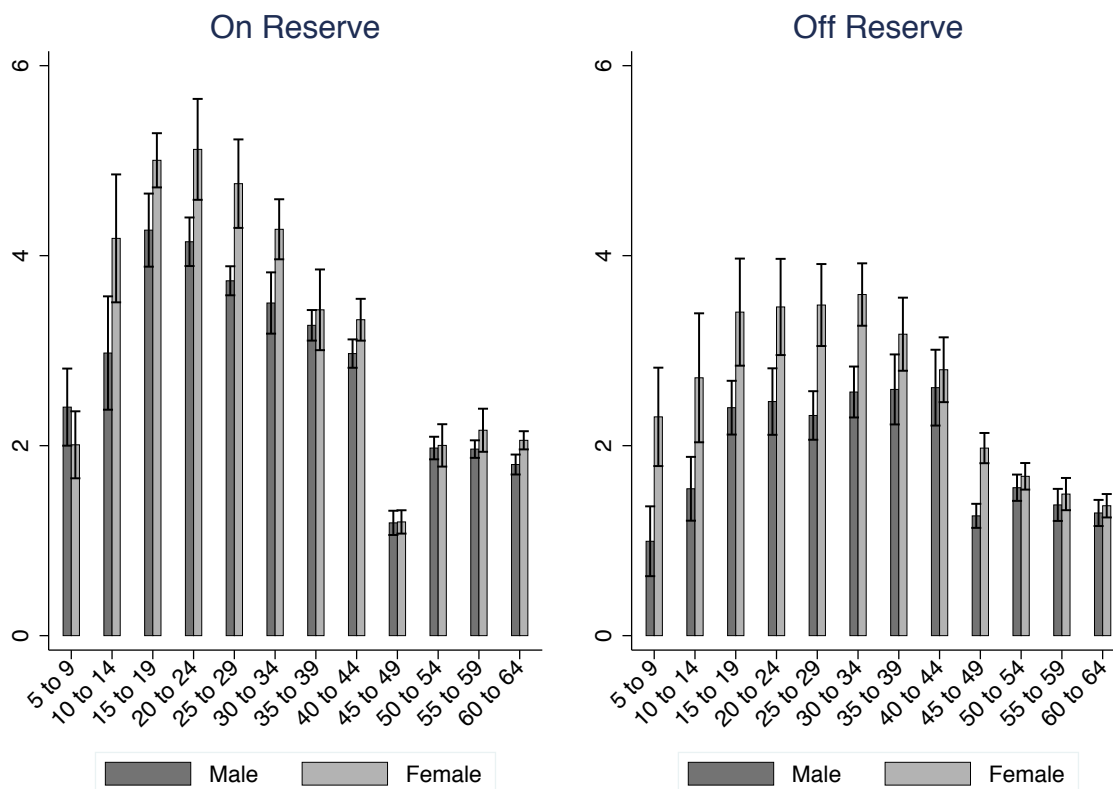 On Reserve
6
4
2
0
5 to 9
10 to 14
15 to 19
20 to 24
25 to 29
30 to 34
35 to 39
40 to 44
45 to 49
50 to 54
55 to 59
60 to 64
Male Female
Off Reserve
6
4
2
0
5 to 9
10 to 14
15 to 19
20 to 24
25 to 29
30 to 34
35 to 39
40 to 44
45 to 49
50 to 54
55 to 59
60 to 64
Male Female